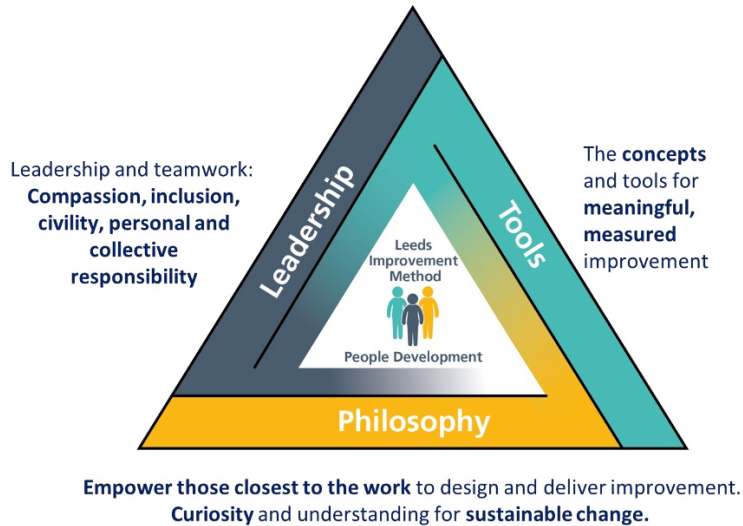 Leadership and teamwork:
Compassion, inclusion,
civility, personal and
collective
responsibility
Leadership
Tools
The concepts
and tools for
meaningful,
measured
improvement
Leeds
Improvement
Method
People Development
Philosophy
Empower those closest to the work to design and deliver improvement.
Curiosity and understanding for sustainable change.